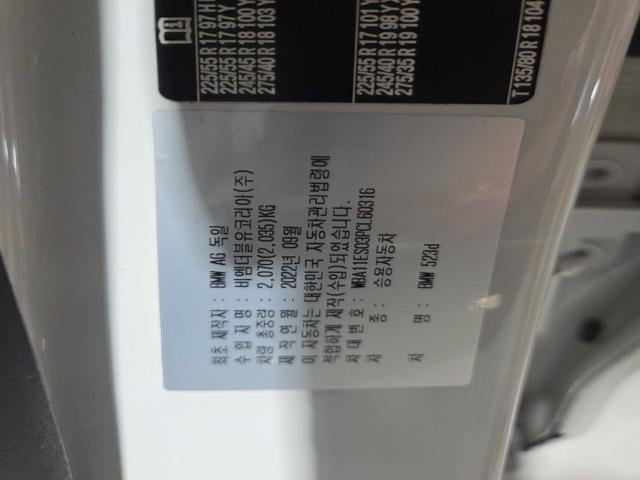 225/55 R 17 97
225/55 R 17 97 Y
245/45 R 18 100 Y
275/40 R 18 103 Y
225/55 R 17 101 Y
245/40 R 19 98 Y
275/35 R 19 100 Y
T 135/80 R 18 104
최초 제작자 : BMW AG 독일
수 입 자 명 : 비엠더블유코리아(주)
차량 총중량 : 2,070(2,035)KG
제 작 연 월 : 2022년 09월
이 자동차는 대한민국 자동차관리법령에
적합하게 제작(수입)되었습니다.
차 대 번 호 : WBA11ES03PCL60316
차 종 : 승용자동차
차 명 : BMW 523d